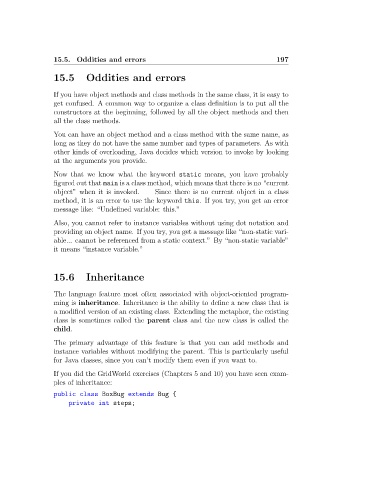 15.5. Oddities and errors 197
15.5 Oddities and errors
If you have object methods and class methods in the same class, it is easy to
get confused. A common way to organize a class definition is to put all the
constructors at the beginning, followed by all the object methods and then
all the class methods.
You can have an object method and a class method with the same name, as
long as they do not have the same number and types of parameters. As with
other kinds of overloading, Java decides which version to invoke by looking
at the arguments you provide.
Now that we know what the keyword static means, you have probably
figured out that main is a class method, which means that there is no “current
object” when it is invoked. Since there is no current object in a class
method, it is an error to use the keyword this. If you try, you get an error
message like: “Undefined variable: this.”
Also, you cannot refer to instance variables without using dot notation and
providing an object name. If you try, you get a message like “non-static vari-
able... cannot be referenced from a static context.” By “non-static variable”
it means “instance variable.”
15.6 Inheritance
The language feature most often associated with object-oriented program-
ming is inheritance. Inheritance is the ability to define a new class that is
a modified version of an existing class. Extending the metaphor, the existing
class is sometimes called the parent class and the new class is called the
child.
The primary advantage of this feature is that you can add methods and
instance variables without modifying the parent. This is particularly useful
for Java classes, since you can’t modify them even if you want to.
If you did the GridWorld exercises (Chapters 5 and 10) you have seen exam-
ples of inheritance:
public class BoxBug extends Bug {
private int steps;